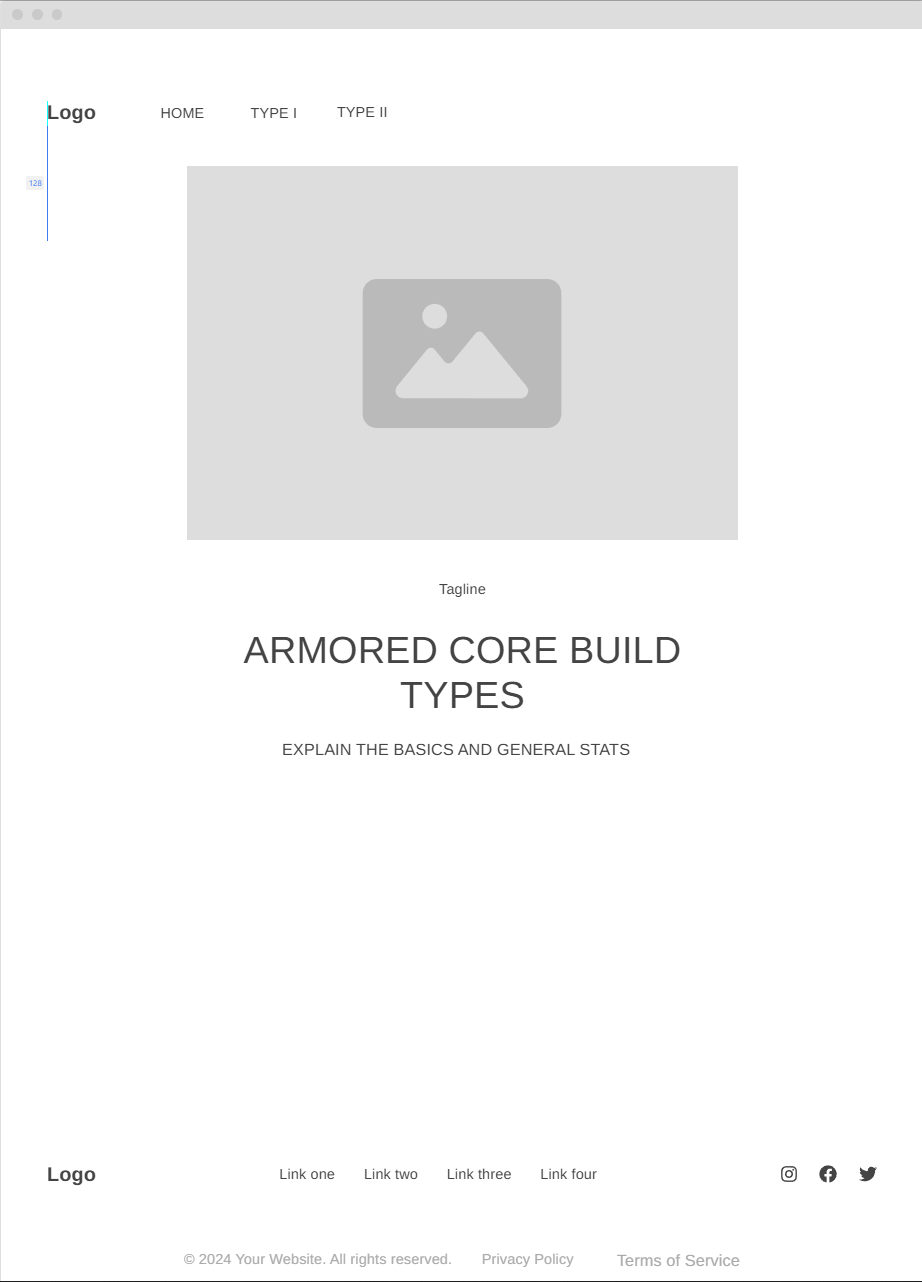 Logo HOME TYPE I TYPE II
128
Tagline
ARMORED CORE BUILD
TYPES
EXPLAIN THE BASICS AND GENERAL STATS
Logo Link one Link two Link three Link four
© 2024 Your Website. All rights reserved. Privacy Policy Terms of Service